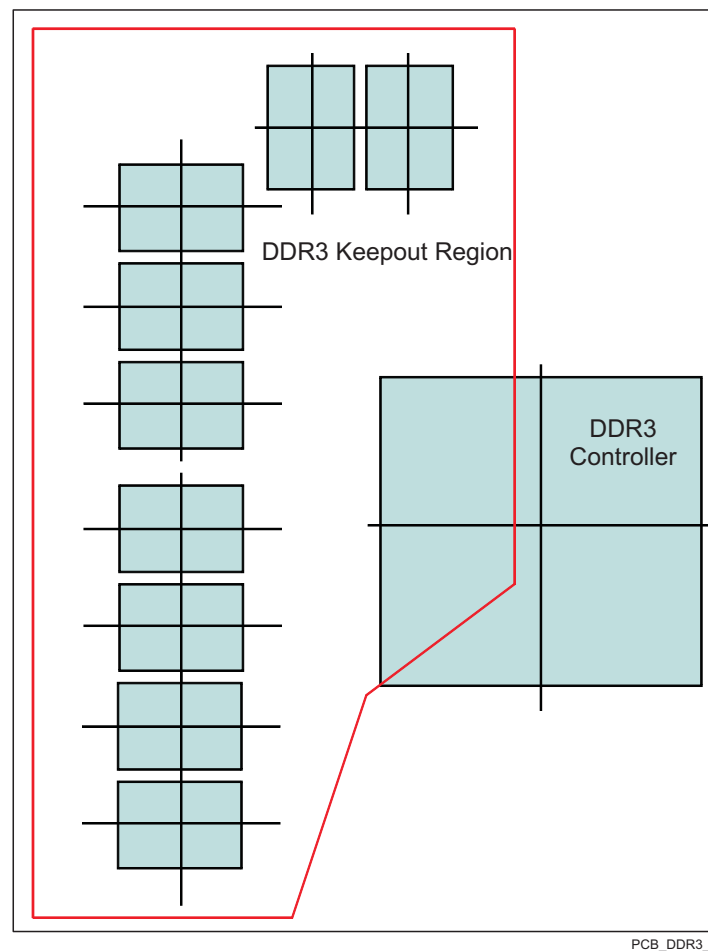 DDR3 Keepout Region
DDR3
Controller
PCB_DDR3_